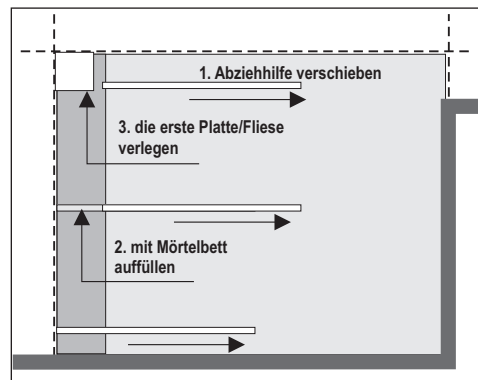 1. Abziehhilfe verschieben
3. die erste Platte/Fliese
verlegen
2. mit Mörtelbett
auffüllen